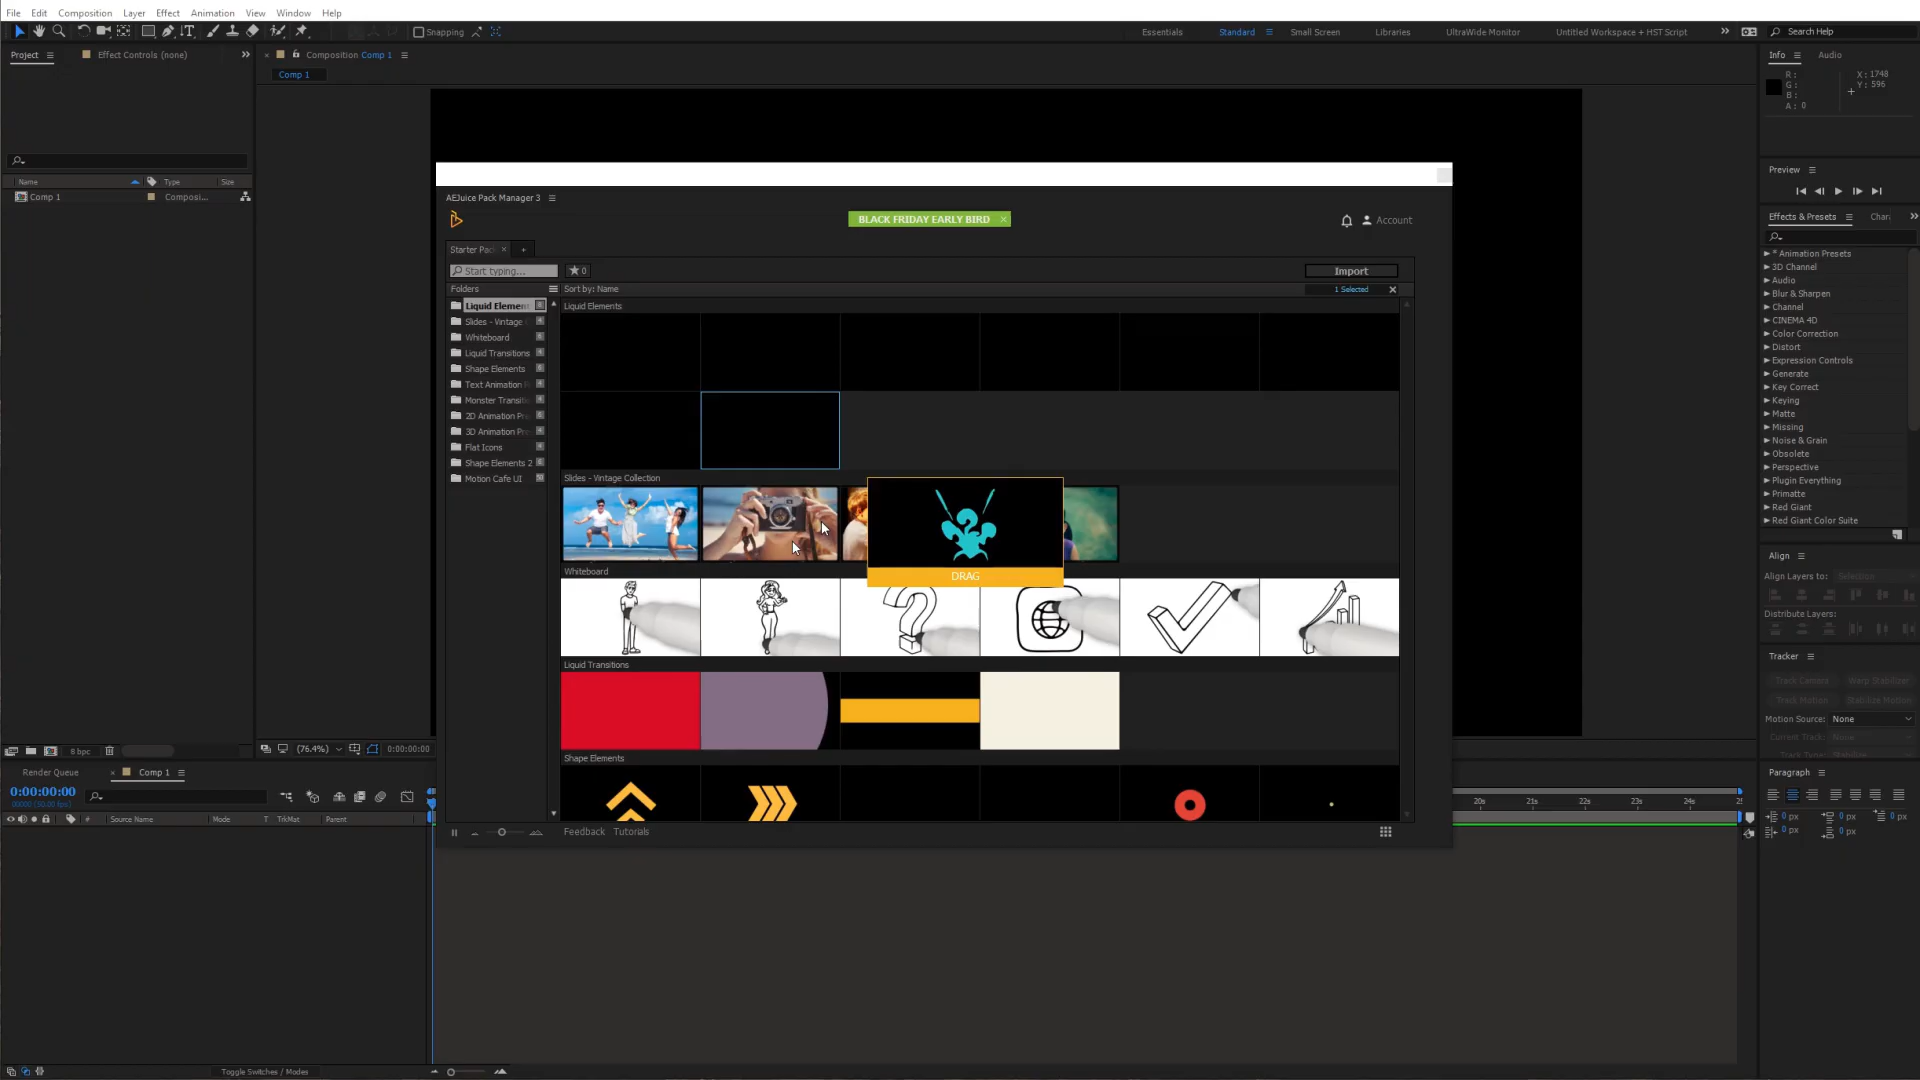 File Edit Composition Layer Effect Animation View Window Help
Snapping
Essentials Standard Small Screen Libraries UltraWide Monitor Untitled Workspace + HST Script Search Help
Project Effect Controls (none) Composition Comp 1 Info Audio
Comp 1
R: X: 1748
G: Y: 596
B:
A: 0
Name Type Size
Comp 1 Composi...
Preview
AEJuice Pack Manager 3
BLACK FRIDAY EARLY BIRD
Account
Effects & Presets Char
Starter Pac
Start typing... 0 Import
Folders Sort by: Name 1 Selected
Liquid Elemen Liquid Elements
Slides - Vintage
Whiteboard
Liquid Transitions
Shape Elements
Text Animation
Monster Transiti
2D Animation Pre
3D Animation Pre
Flat Icons
Shape Elements 2
Motion Cafe UI
Slides - Vintage Collection
DRAG
Whiteboard
Liquid Transitions
Shape Elements
Feedback Tutorials
* Animation Presets
3D Channel
Audio
Blur & Sharpen
Channel
CINEMA 4D
Color Correction
Distort
Expression Controls
Generate
Key Correct
Keying
Matte
Missing
Noise & Grain
Obsolete
Perspective
Plugin Everything
Primatte
Red Giant
Red Giant Color Suite
Align
Align Layers to: Selection
Distribute Layers:
Tracker
Track Camera Warp Stabilizer
Track Motion Stabilize Motion
Motion Source: None
Current Track: None
Track Type: Stabilize
Paragraph
0 px 0 px 0 px
0 px 0 px
8 bpc (76.4%) 0:00:00:00
Render Queue Comp 1
0:00:00:00
00000 (30.00 fps)
# Source Name Mode T TrkMat Parent
20s 21s 22s 23s 24s
Toggle Switches / Modes